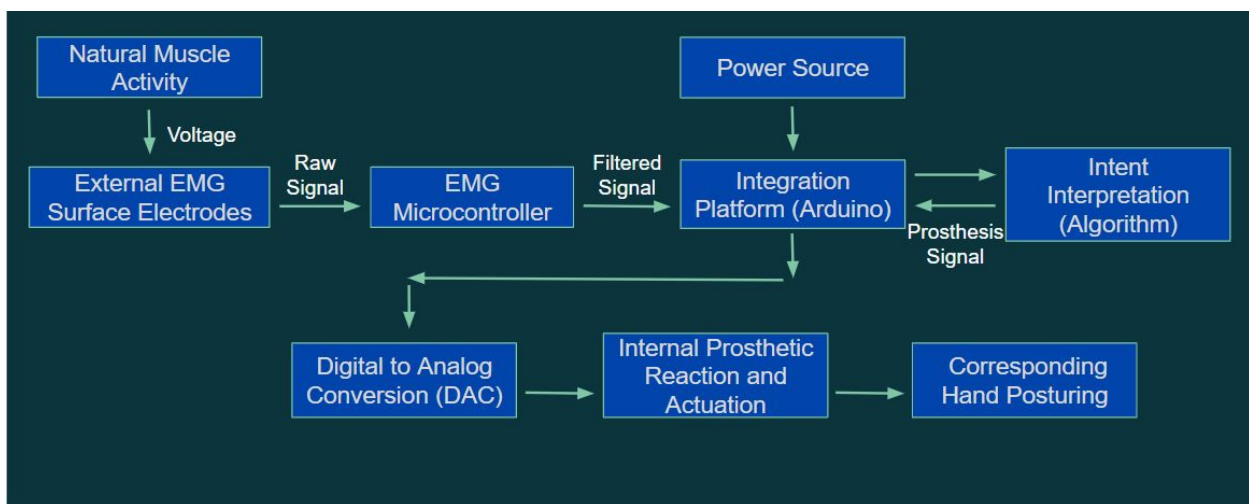 Natural Muscle
Activity
Power Source
Voltage
External EMG
Surface Electrodes
Raw
Signal
EMG
Microcontroller
Filtered
Signal
Integration
Platform (Arduino)
Intent
Interpretation
(Algorithm)
Prosthesis
Signal
Digital to Analog
Conversion (DAC)
Internal Prosthetic
Reaction and
Actuation
Corresponding
Hand Posturing